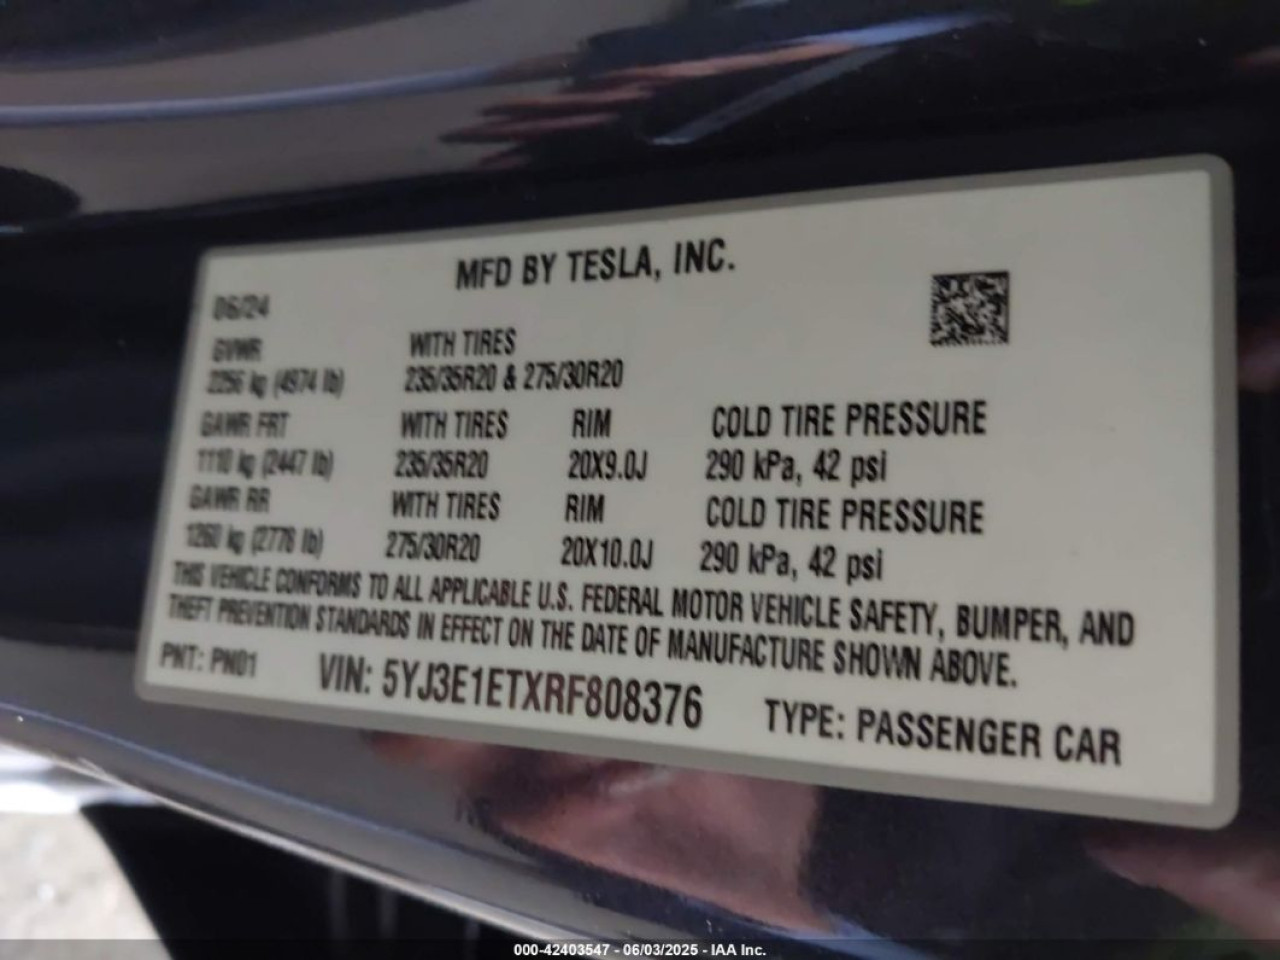 MFD BY TESLA, INC.
06/24
GVWR WITH TIRES
2256 kg (4974 lb) 235/35R20 & 275/30R20
GAWR FRT WITH TIRES RIM COLD TIRE PRESSURE
1110 kg (2447 lb) 235/35R20 20X9.0J 290 kPa, 42 psi
GAWR RR WITH TIRES RIM COLD TIRE PRESSURE
1260 kg (2778 lb) 275/30R20 20X10.0J 290 kPa, 42 psi
THIS VEHICLE CONFORMS TO ALL APPLICABLE U.S. FEDERAL MOTOR VEHICLE SAFETY, BUMPER, AND
THEFT PREVENTION STANDARDS IN EFFECT ON THE DATE OF MANUFACTURE SHOWN ABOVE.
PNT: PN01 VIN: 5YJ3E1ETXRF808376 TYPE: PASSENGER CAR
000-42403547 - 06/03/2025 - IAA Inc.